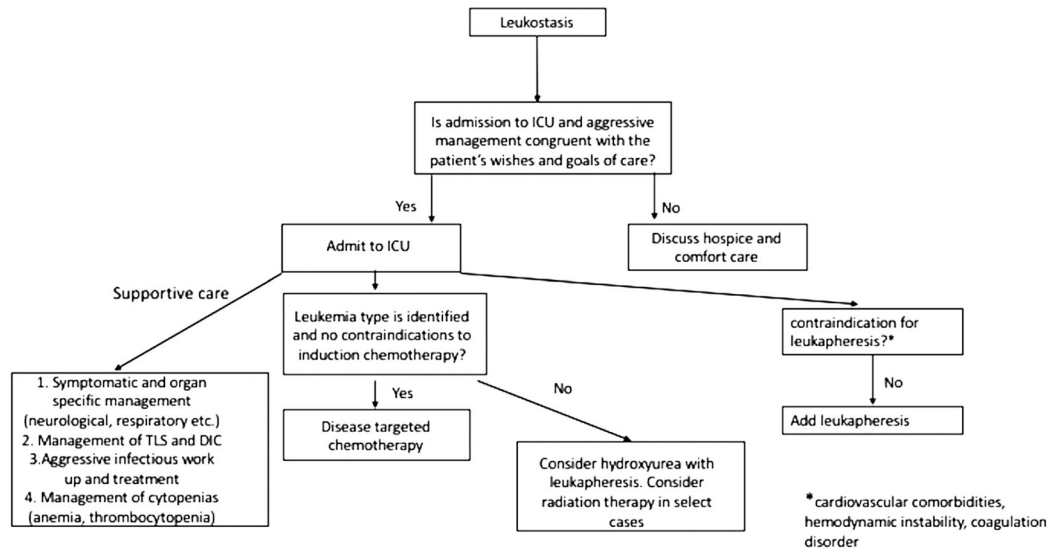 Leukostasis
Is admission to ICU and aggressive
management congruent with the
patient's wishes and goals of care?
Yes
No
Admit to ICU
Discuss hospice and
comfort care
Supportive care
Leukemia type is identified
and no contraindications to
induction chemotherapy?
contraindication for
leukapheresis?*
Yes
No
No
1. Symptomatic and organ
specific management
(neurological, respiratory etc.)
2. Management of TLS and DIC
3.Aggressive infectious work
up and treatment
4. Management of cytopenias
(anemia, thrombocytopenia)
Disease targeted
chemotherapy
Add leukapheresis
Consider hydroxyurea with
leukapheresis. Consider
radiation therapy in select
cases
*cardiovascular comorbidities,
hemodynamic instability, coagulation
disorder